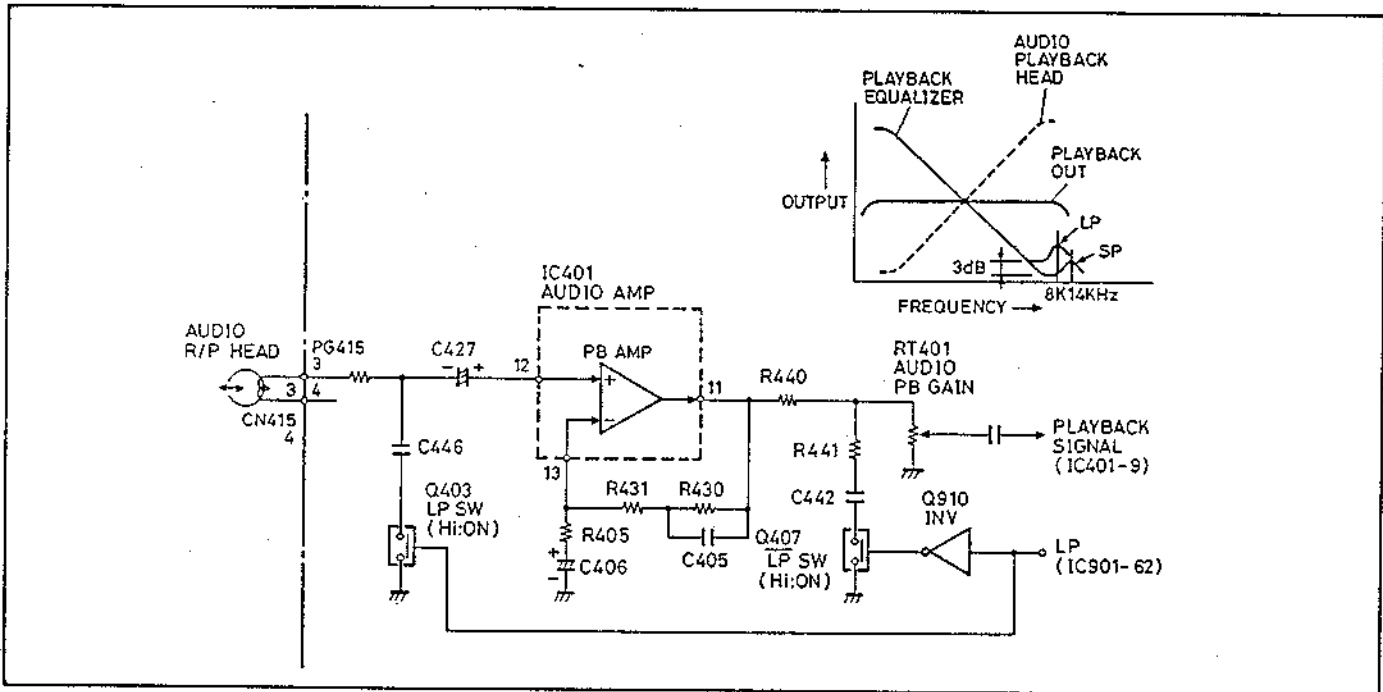 AUDIO
PLAYBACK
HEAD
PLAYBACK
EQUALIZER
PLAYBACK
OUT
OUTPUT
LP
SP
3dB
8K14KHz
FREQUENCY
IC401
AUDIO AMP
PB AMP
AUDIO
R/P HEAD
PG415
3
3
4
CN415
4
C427
-
+
12
+
-
11
13
R440
RT401
AUDIO
PB GAIN
PLAYBACK
SIGNAL
(IC401-9)
C446
R441
C442
Q403
LP SW
(Hi:ON)
R431
R430
R405
C405
+
C406
-
Q407
L̅P̅ SW
(Hi:ON)
Q910
INV
LP
(IC901-62)